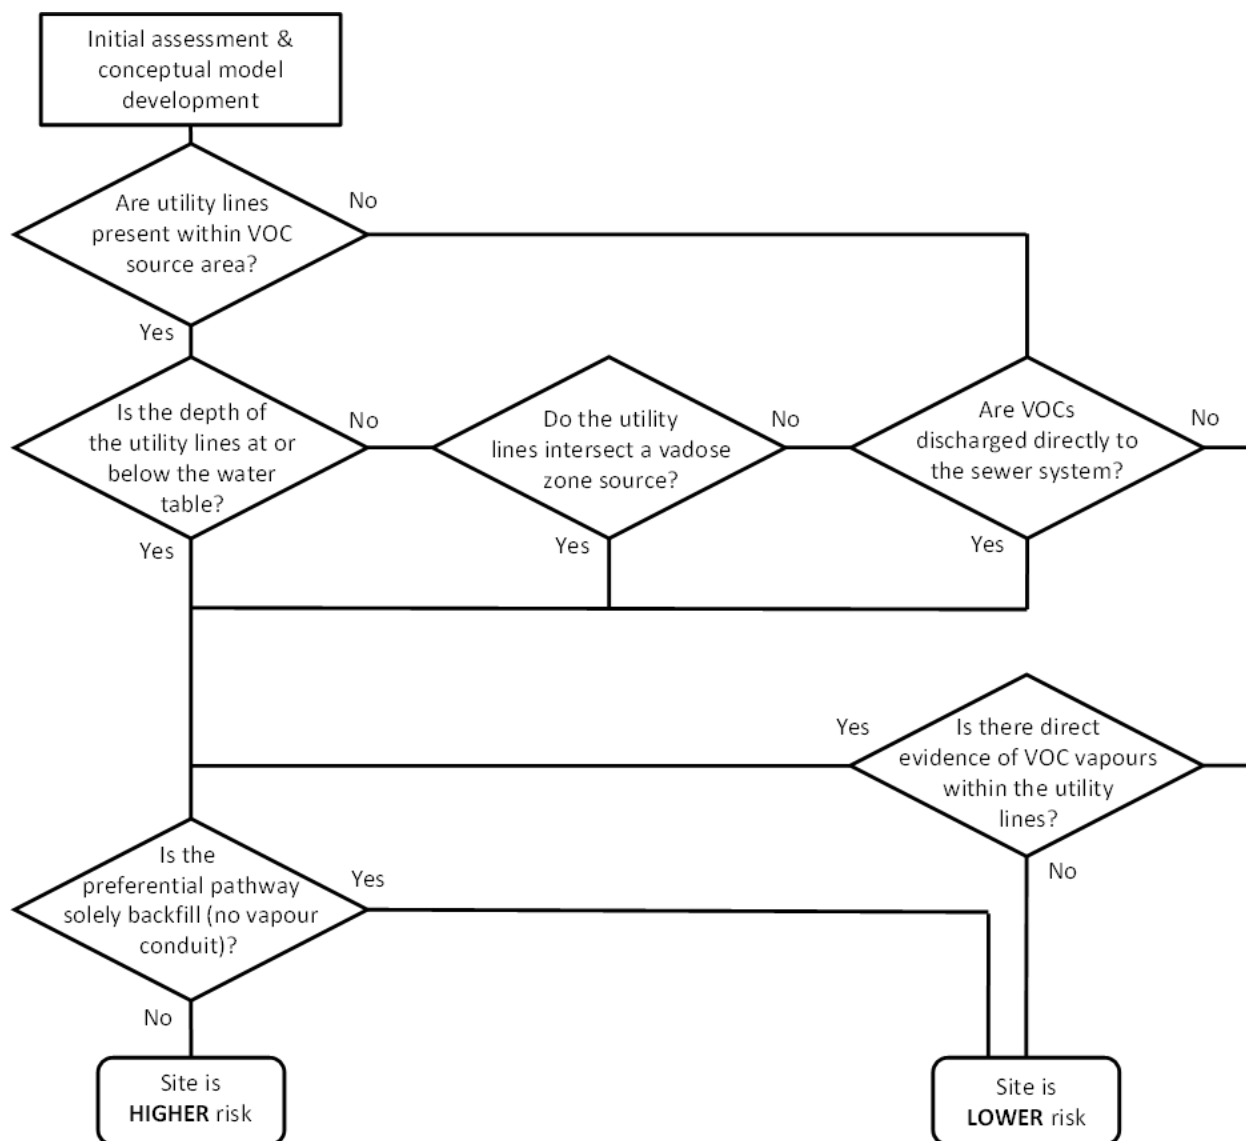 Initial assessment &
conceptual model
development
Are utility lines
present within VOC
source area?
No
Yes
Is the depth of
the utility lines at or
below the water
table?
No
Yes
Do the utility
lines intersect a vadose
zone source?
No
Yes
Are VOCs
discharged directly to
the sewer system?
No
Yes
Is there direct
evidence of VOC vapours
within the utility
lines?
Yes
No
Is the
preferential pathway
solely backfill (no vapour
conduit)?
Yes
No
Site is
HIGHER risk
Site is
LOWER risk